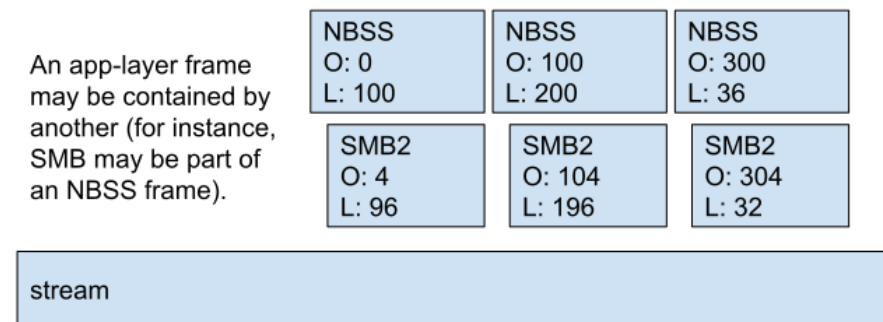 An app-layer frame
may be contained by
another (for instance,
SMB may be part of
an NBSS frame).
NBSS
O: 0
L: 100
NBSS
O: 100
L: 200
NBSS
O: 300
L: 36
SMB2
O: 4
L: 96
SMB2
O: 104
L: 196
SMB2
O: 304
L: 32
stream